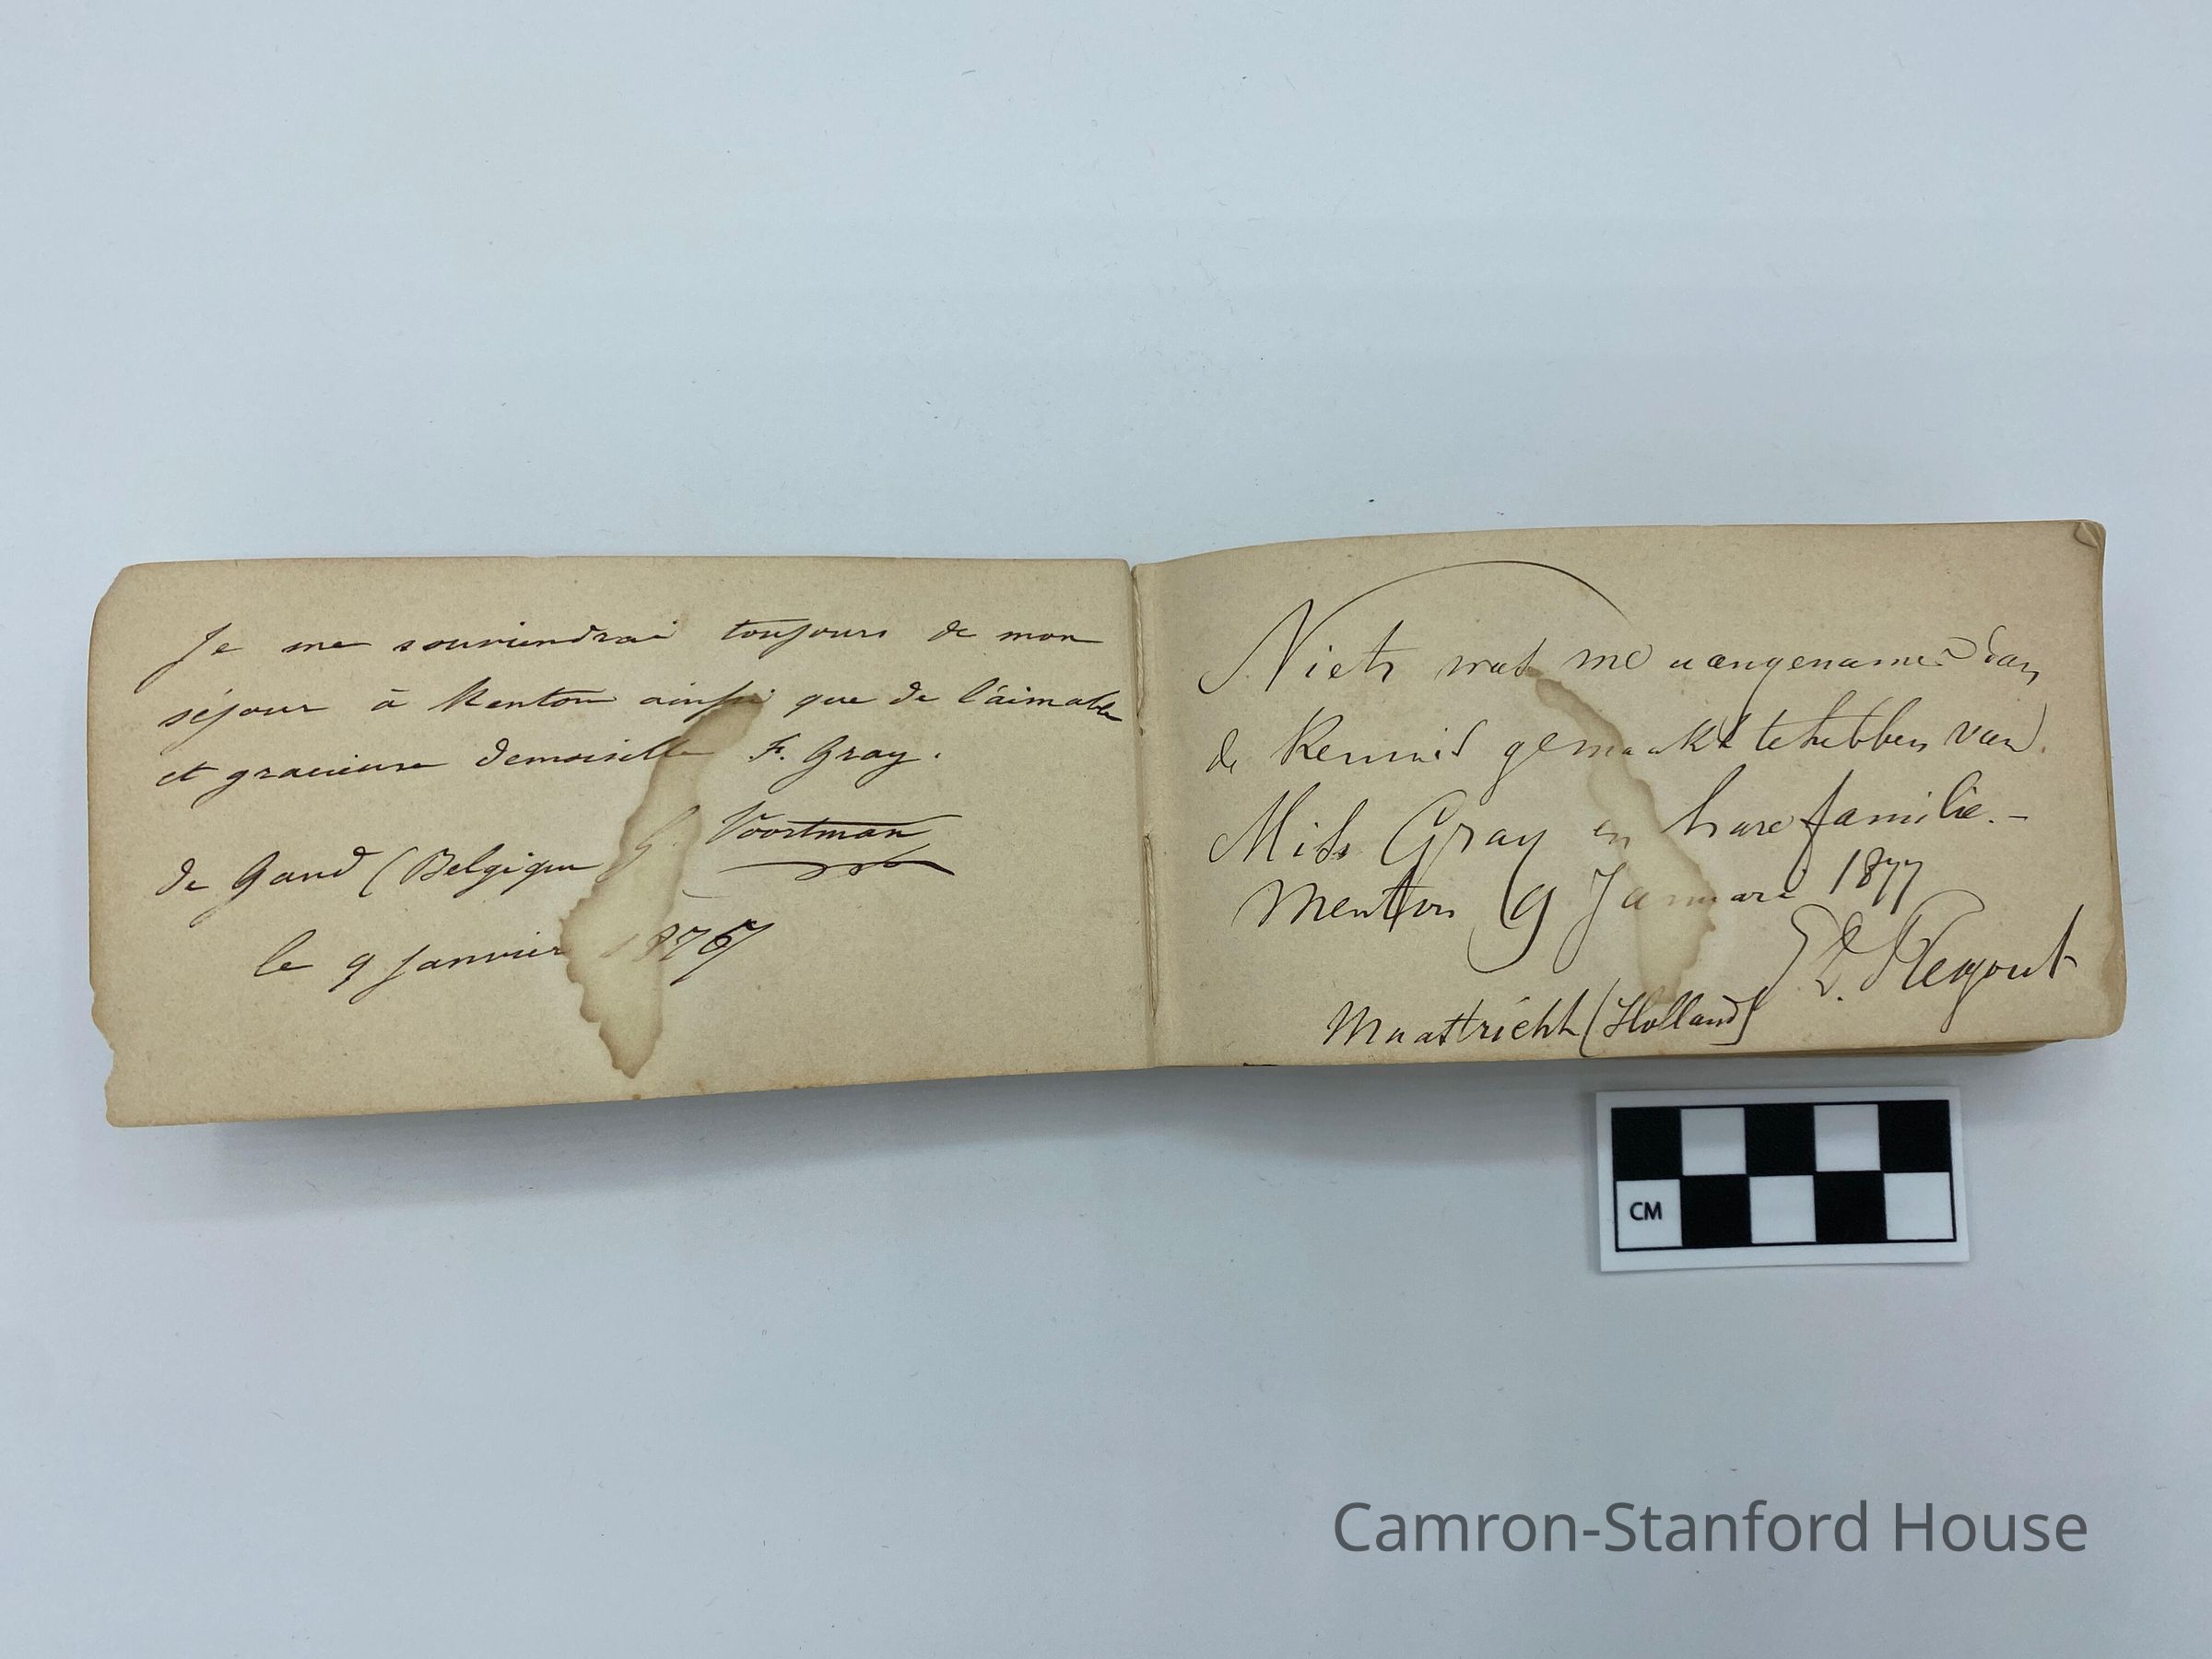 Je me souviendrai toujours de mon
séjour à Menton ainsi que de l'aimable
et gracieuse demoiselle F. Gray.
Voortman
de Gand (Belgique
le 9 janvier 1877
Niets was me aangenamer dan
de kennis gemaakt te hebben van
Miss Gray en hare familie. –
Menton 9 Januari 1877
Maastricht (Holland)
CM
Camron-Stanford House